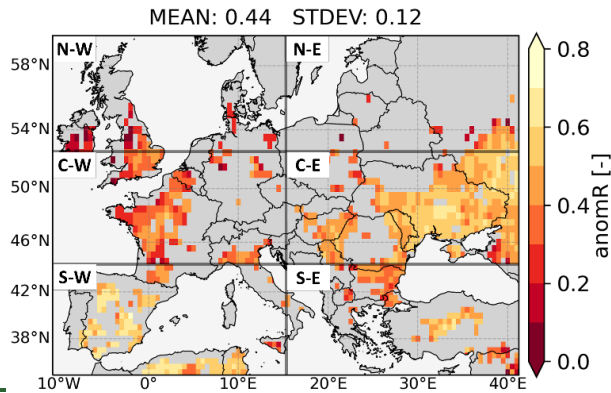 MEAN: 0.44 STDEV: 0.12
N-W N-E
58°N
54°N
C-W C-E
50°N
46°N
S-W S-E
42°N
38°N
10°W 0° 10°E 20°E 30°E 40°E
0.8
0.6
0.4
0.2
0.0
anomR [-]